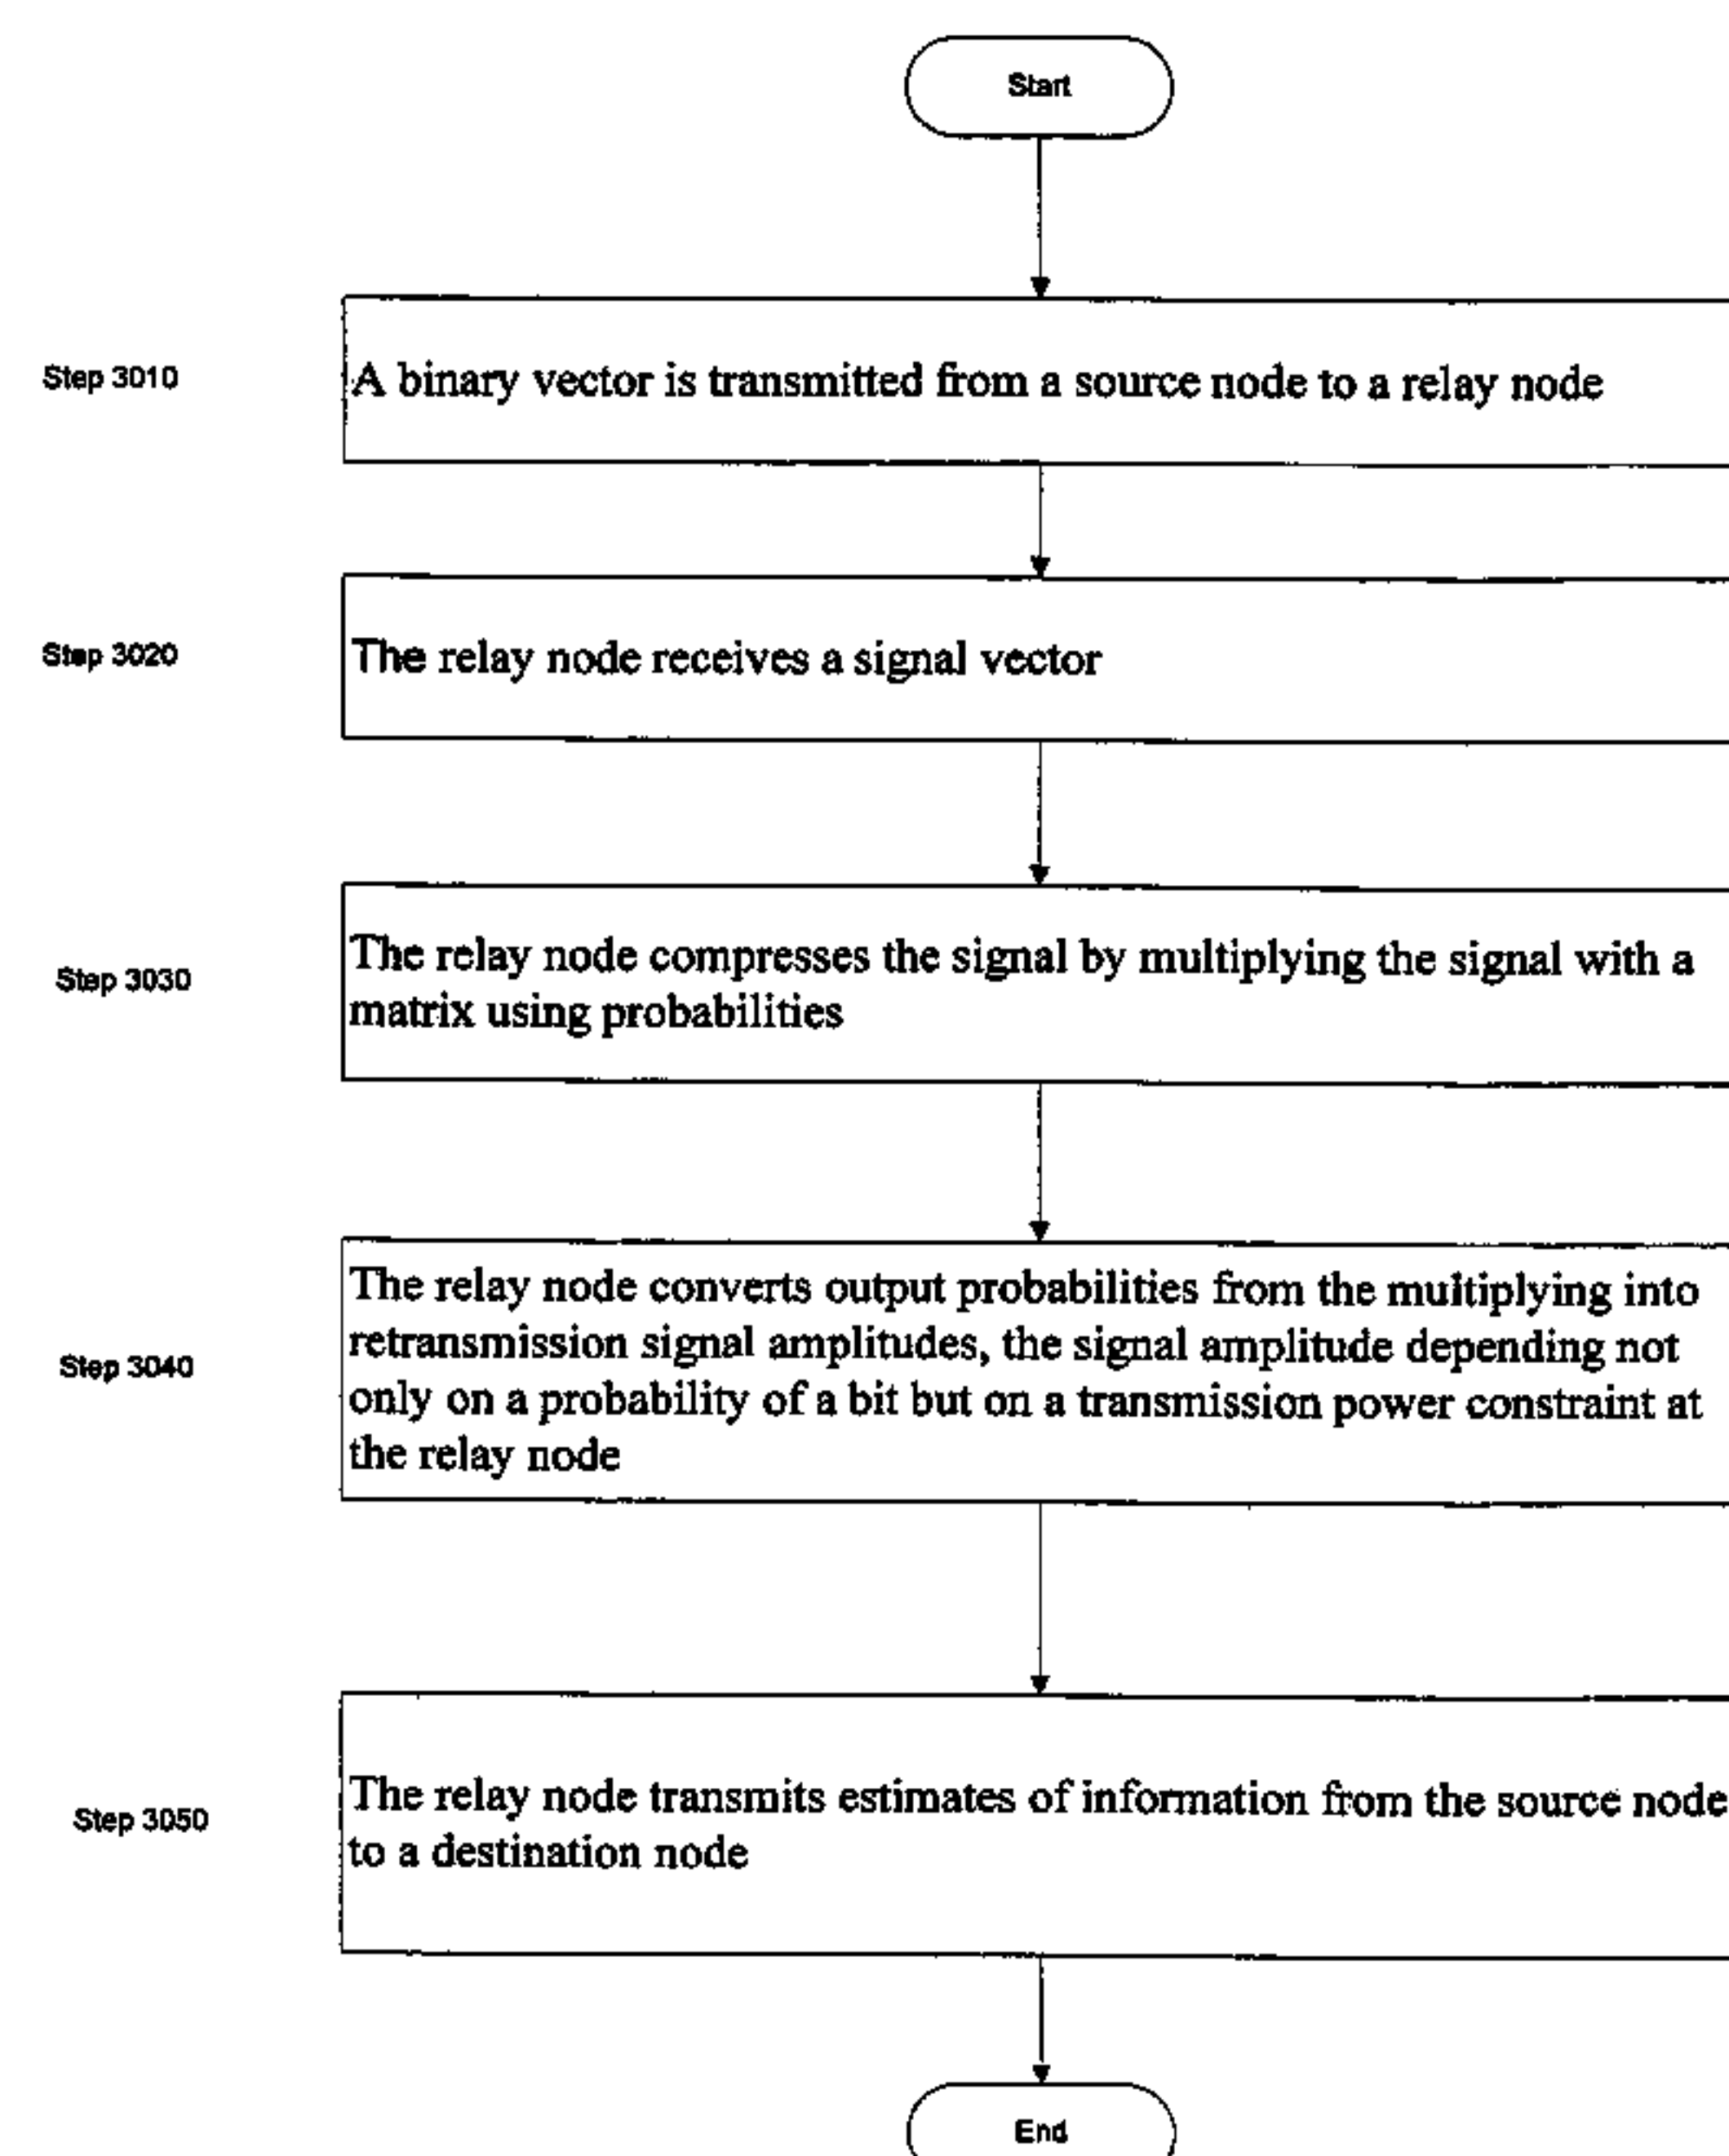 Start
Step 3010
A binary vector is transmitted from a source node to a relay node
Step 3020
The relay node receives a signal vector
Step 3030
The relay node compresses the signal by multiplying the signal with a
matrix using probabilities
Step 3040
The relay node converts output probabilities from the multiplying into
retransmission signal amplitudes, the signal amplitude depending not
only on a probability of a bit but on a transmission power constraint at
the relay node
Step 3050
The relay node transmits estimates of information from the source node
to a destination node
End